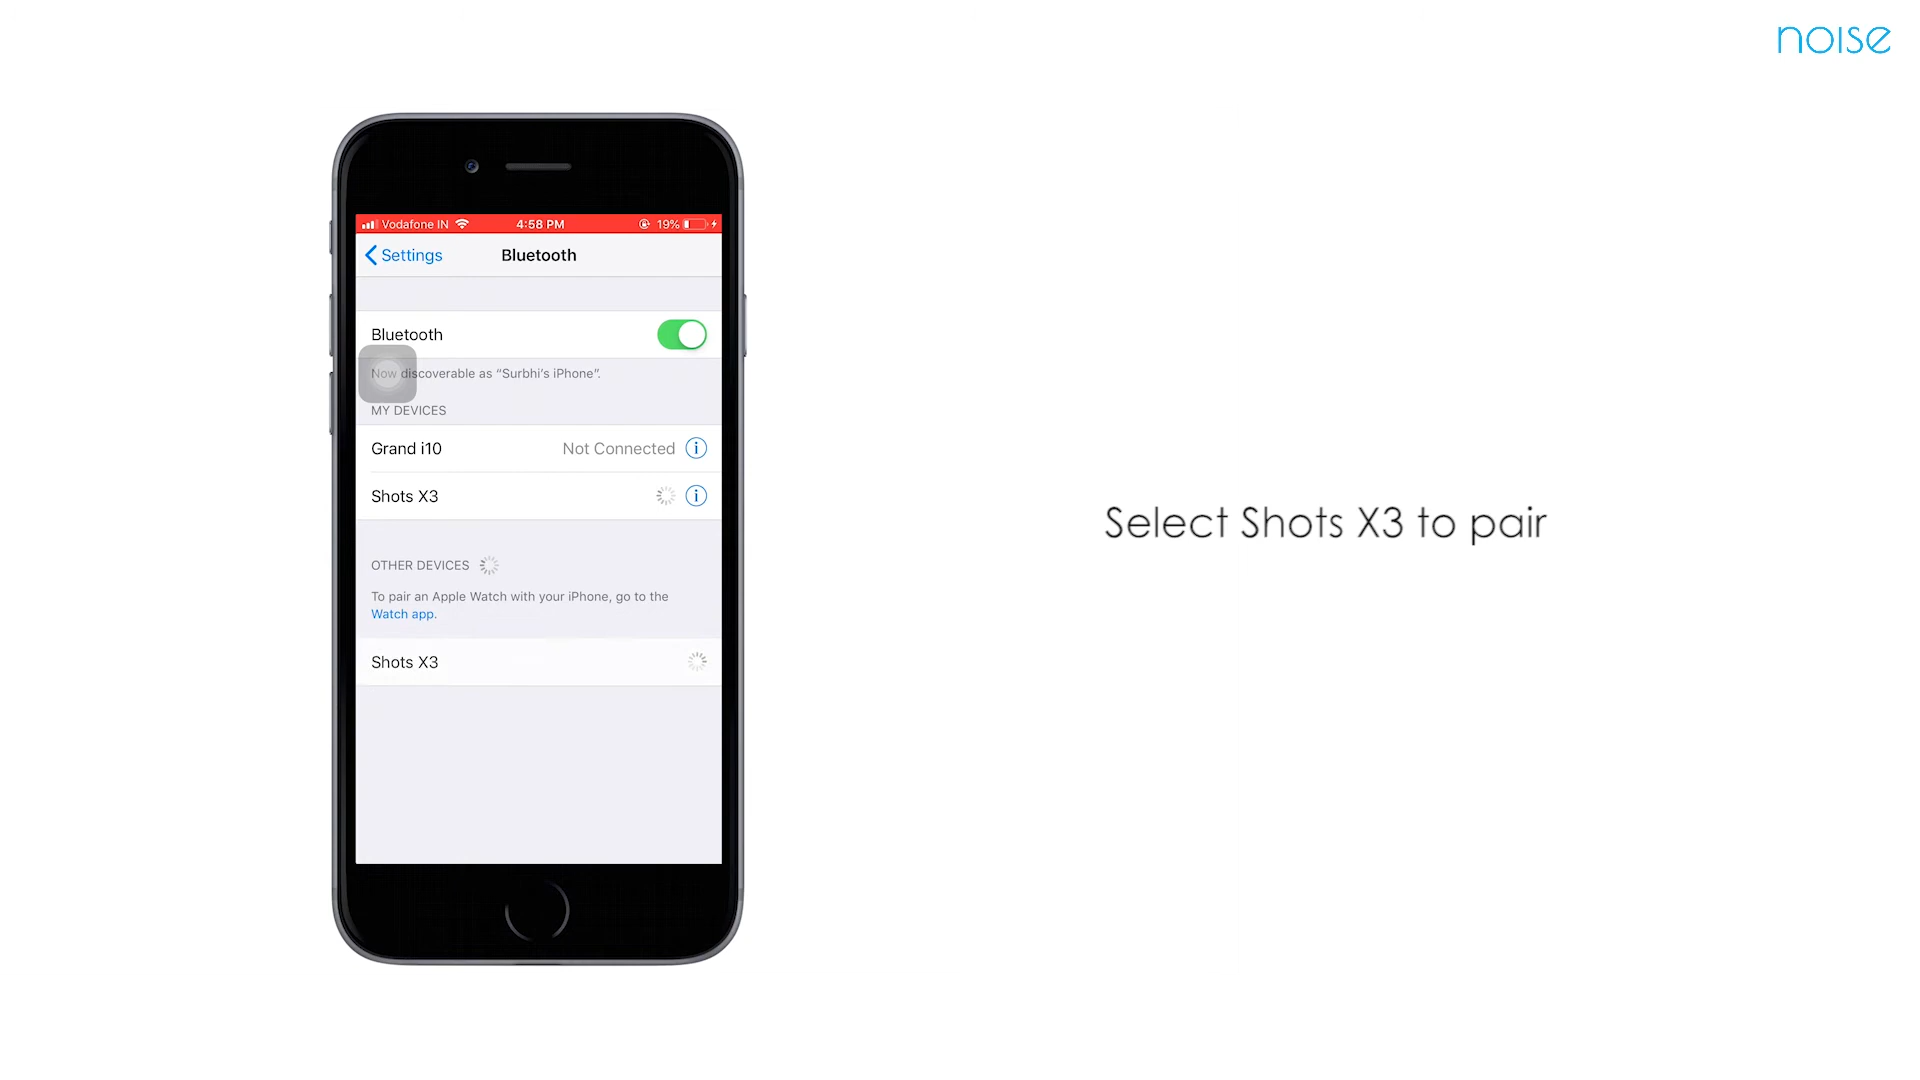 noise
Vodafone IN 4:58 PM 19%
Settings Bluetooth
Bluetooth
Now discoverable as “Surbhi’s iPhone”.
MY DEVICES
Grand i10 Not Connected
Shots X3
OTHER DEVICES
To pair an Apple Watch with your iPhone, go to the
Watch app.
Shots X3
Select Shots X3 to pair